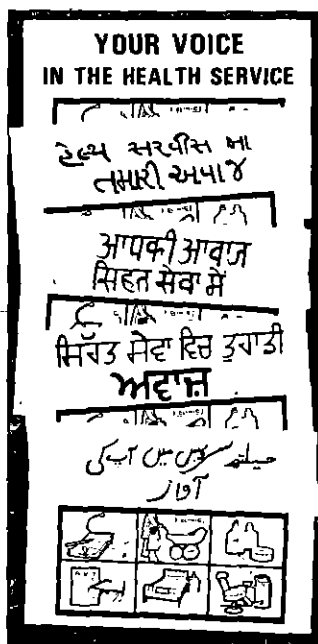 YOUR VOICE
IN THE HEALTH SERVICE
હેલ્થ સરવીસ મા
તમારી અવાજ
आपकी आवाज
सिहत सेवा में
ਸਿਹਤ ਸੇਵਾ ਵਿਚ ਤੁਹਾਡੀ
ਅਵਾਜ਼
ہیلتھ سروس میں آپ کی
آواز